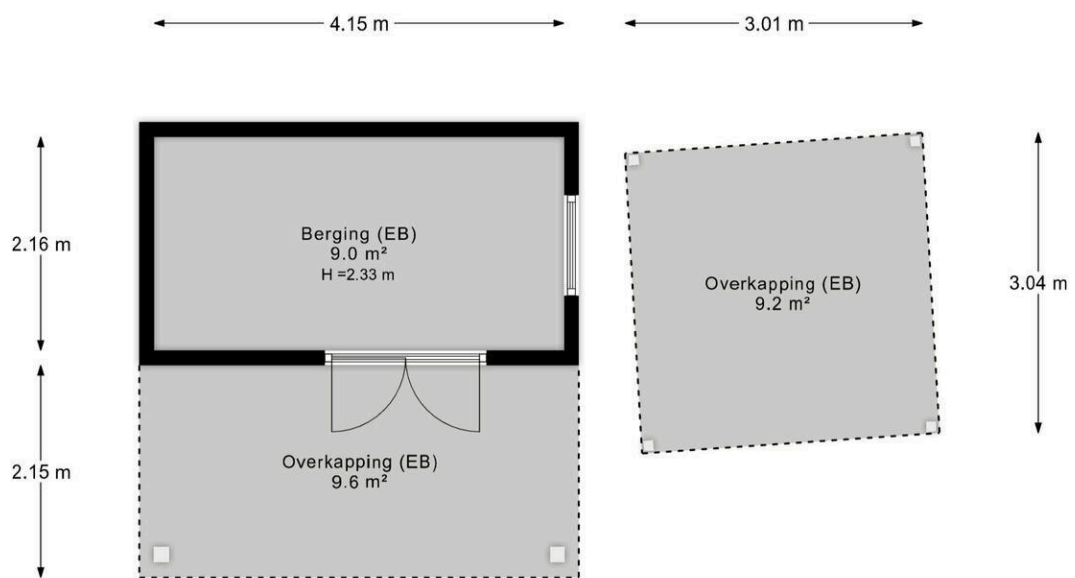 4.15 m
3.01 m
2.16 m
Berging (EB)
9.0 m²
H =2.33 m
Overkapping (EB)
9.2 m²
3.04 m
2.15 m
Overkapping (EB)
9.6 m²